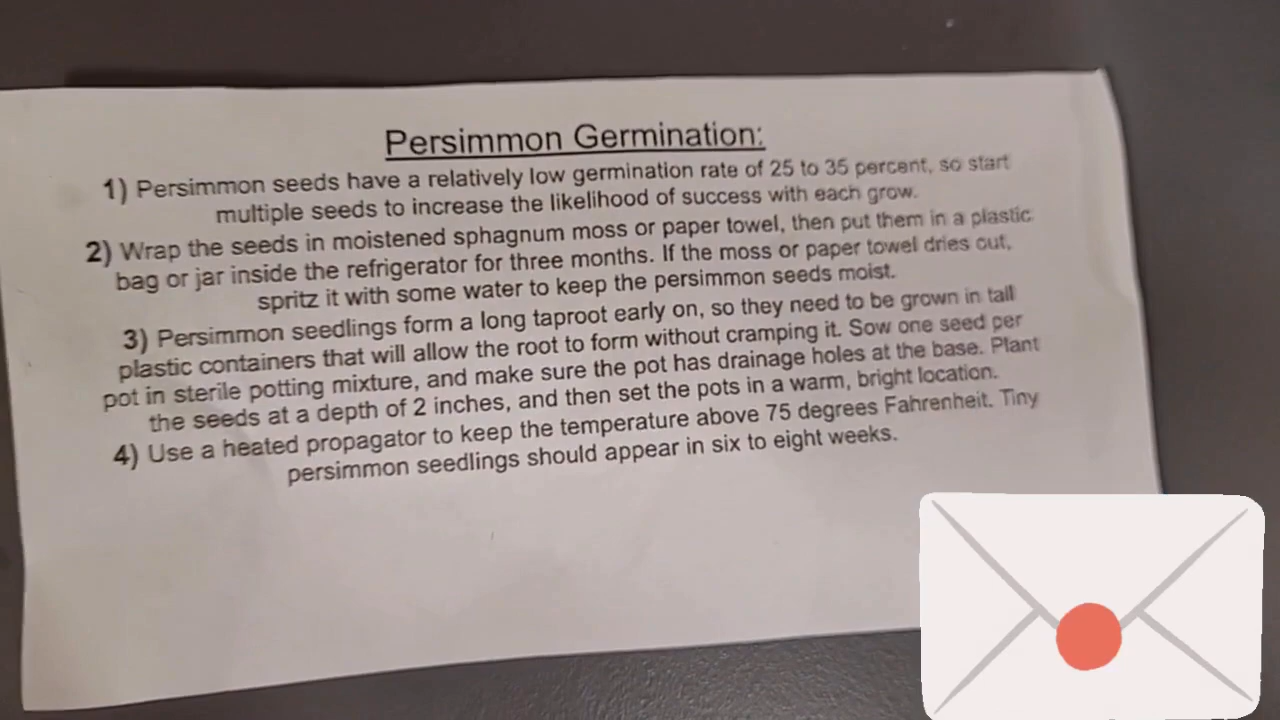 Persimmon Germination:
1) Persimmon seeds have a relatively low germination rate of 25 to 35 percent, so start
multiple seeds to increase the likelihood of success with each grow.
2) Wrap the seeds in moistened sphagnum moss or paper towel, then put them in a plastic
bag or jar inside the refrigerator for three months. If the moss or paper towel dries out,
spritz it with some water to keep the persimmon seeds moist.
3) Persimmon seedlings form a long taproot early on, so they need to be grown in tall
plastic containers that will allow the root to form without cramping it. Sow one seed per
pot in sterile potting mixture, and make sure the pot has drainage holes at the base. Plant
the seeds at a depth of 2 inches, and then set the pots in a warm, bright location.
4) Use a heated propagator to keep the temperature above 75 degrees Fahrenheit. Tiny
persimmon seedlings should appear in six to eight weeks.